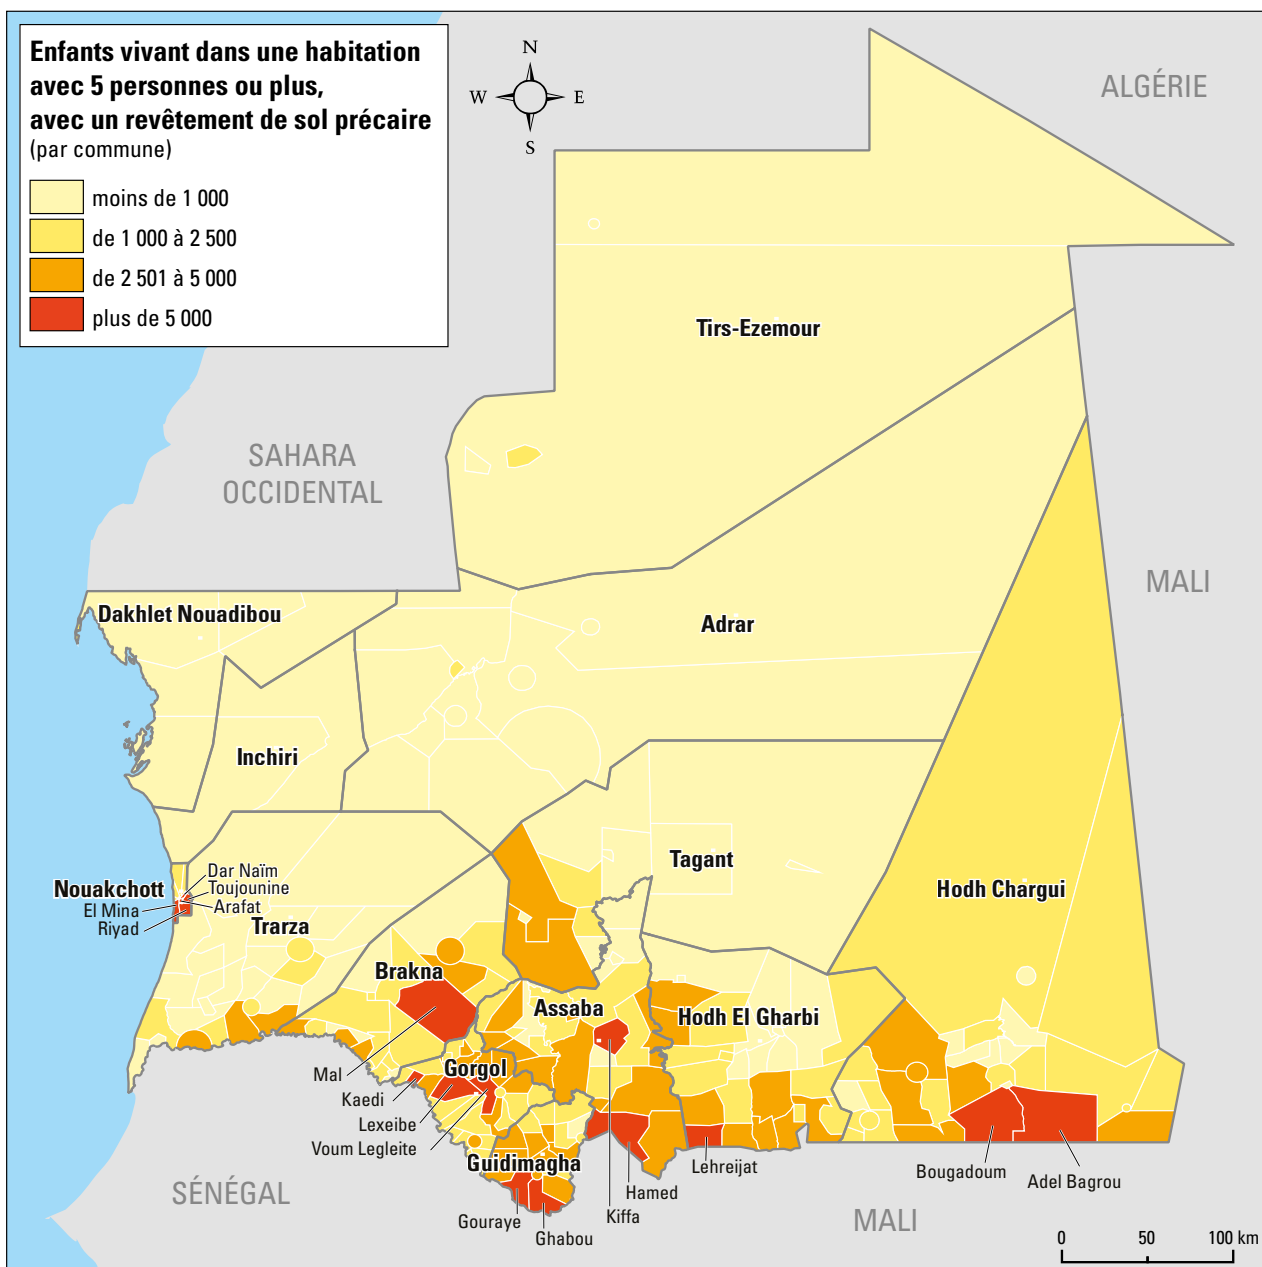 Enfants vivant dans une habitation
avec 5 personnes ou plus,
avec un revêtement de sol précaire
(par commune)
moins de 1 000
de 1 000 à 2 500
de 2 501 à 5 000
plus de 5 000
N
W
E
S
ALGÉRIE
Tirs-Ezemour
SAHARA
OCCIDENTAL
MALI
Dakhlet Nouadibou
Adrar
Inchiri
Tagant
Hodh Chargui
Dar Naïm
Nouakchott
Toujounine
El Mina
Arafat
Riyad
Trarza
Brakna
Assaba
Hodh El Gharbi
Gorgol
Mal
Kaedi
Lexeibe
Voum Legleite
Guidimagha
Lehreijat
Bougadoum
Adel Bagrou
SÉNÉGAL
Hamed
Kiffa
Gouraye
Ghabou
MALI
0
50
100 km